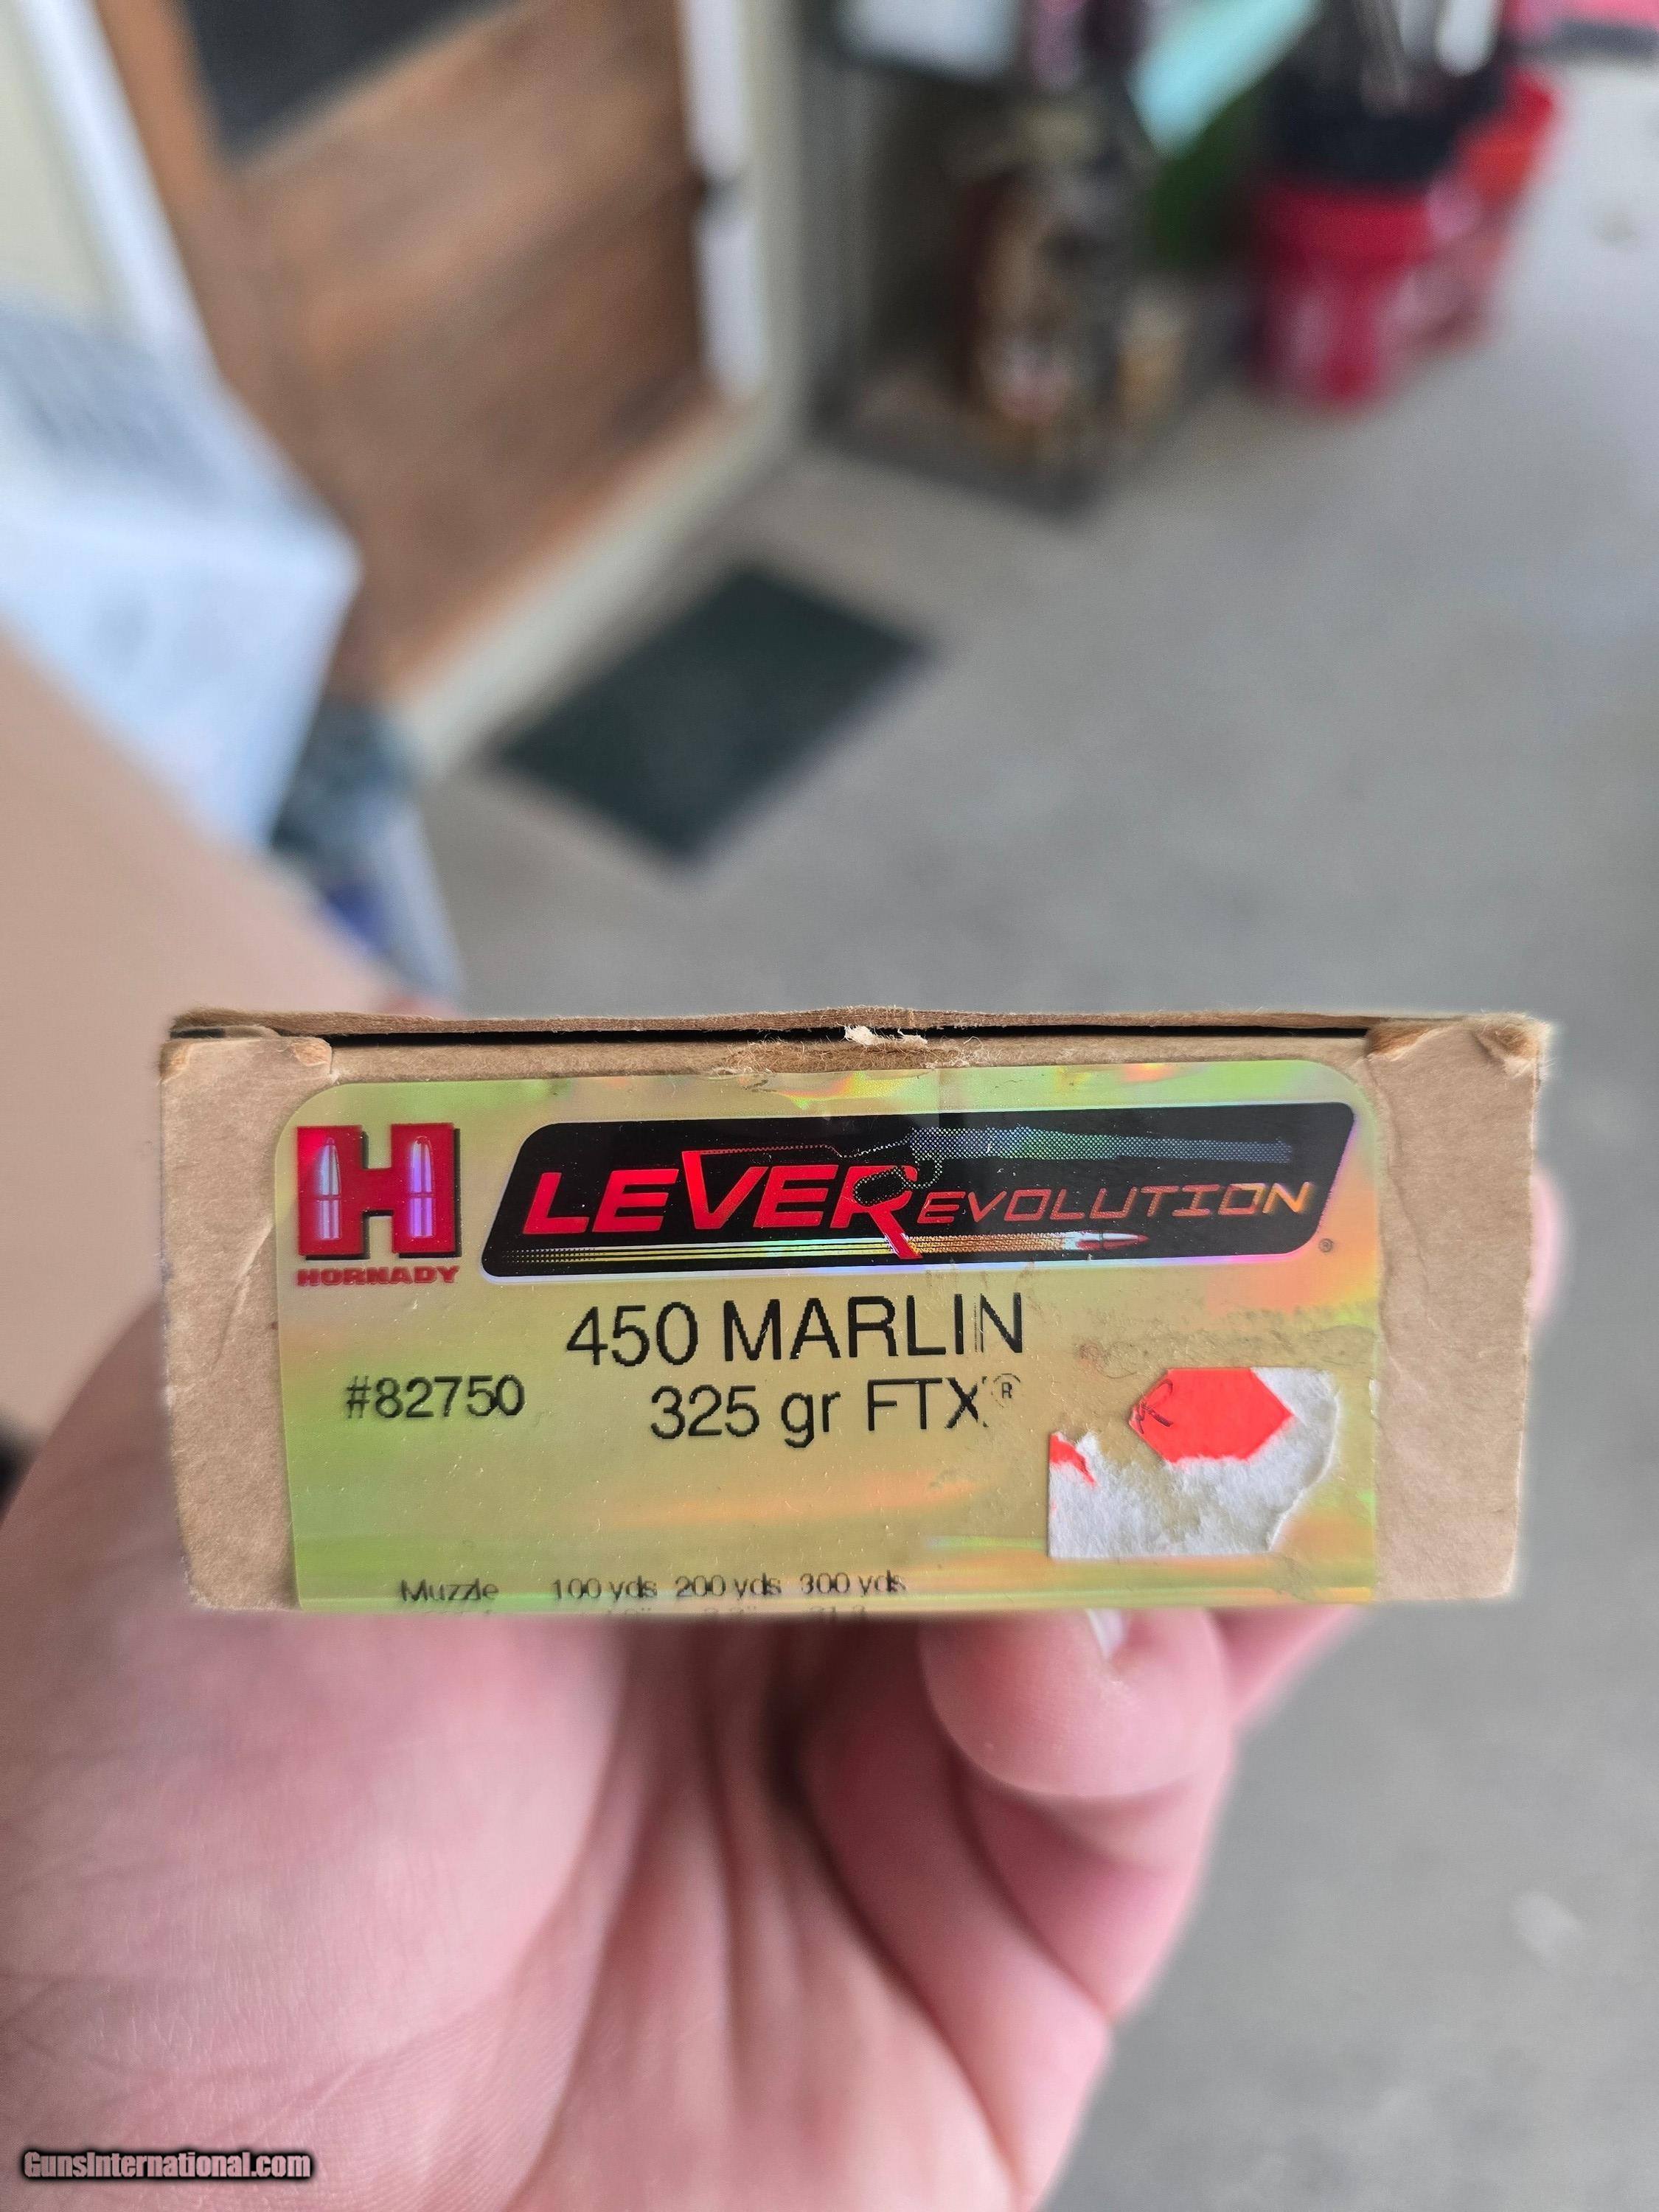 HORNADY
LEVEREVOLUTION®
450 MARLIN
#82750
325 gr FTX®
Muzzle 100 yds 200 yds 300 yds
GunsInternational.com